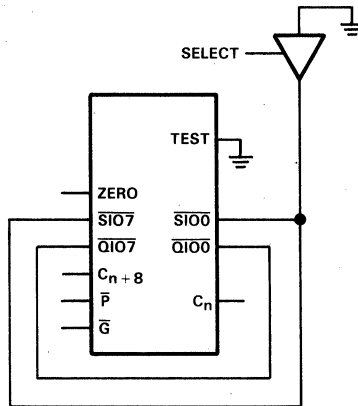 SELECT
TEST
ZERO
SIO7 SIO0
QIO7 QIO0
Cn + 8
P Cn
G